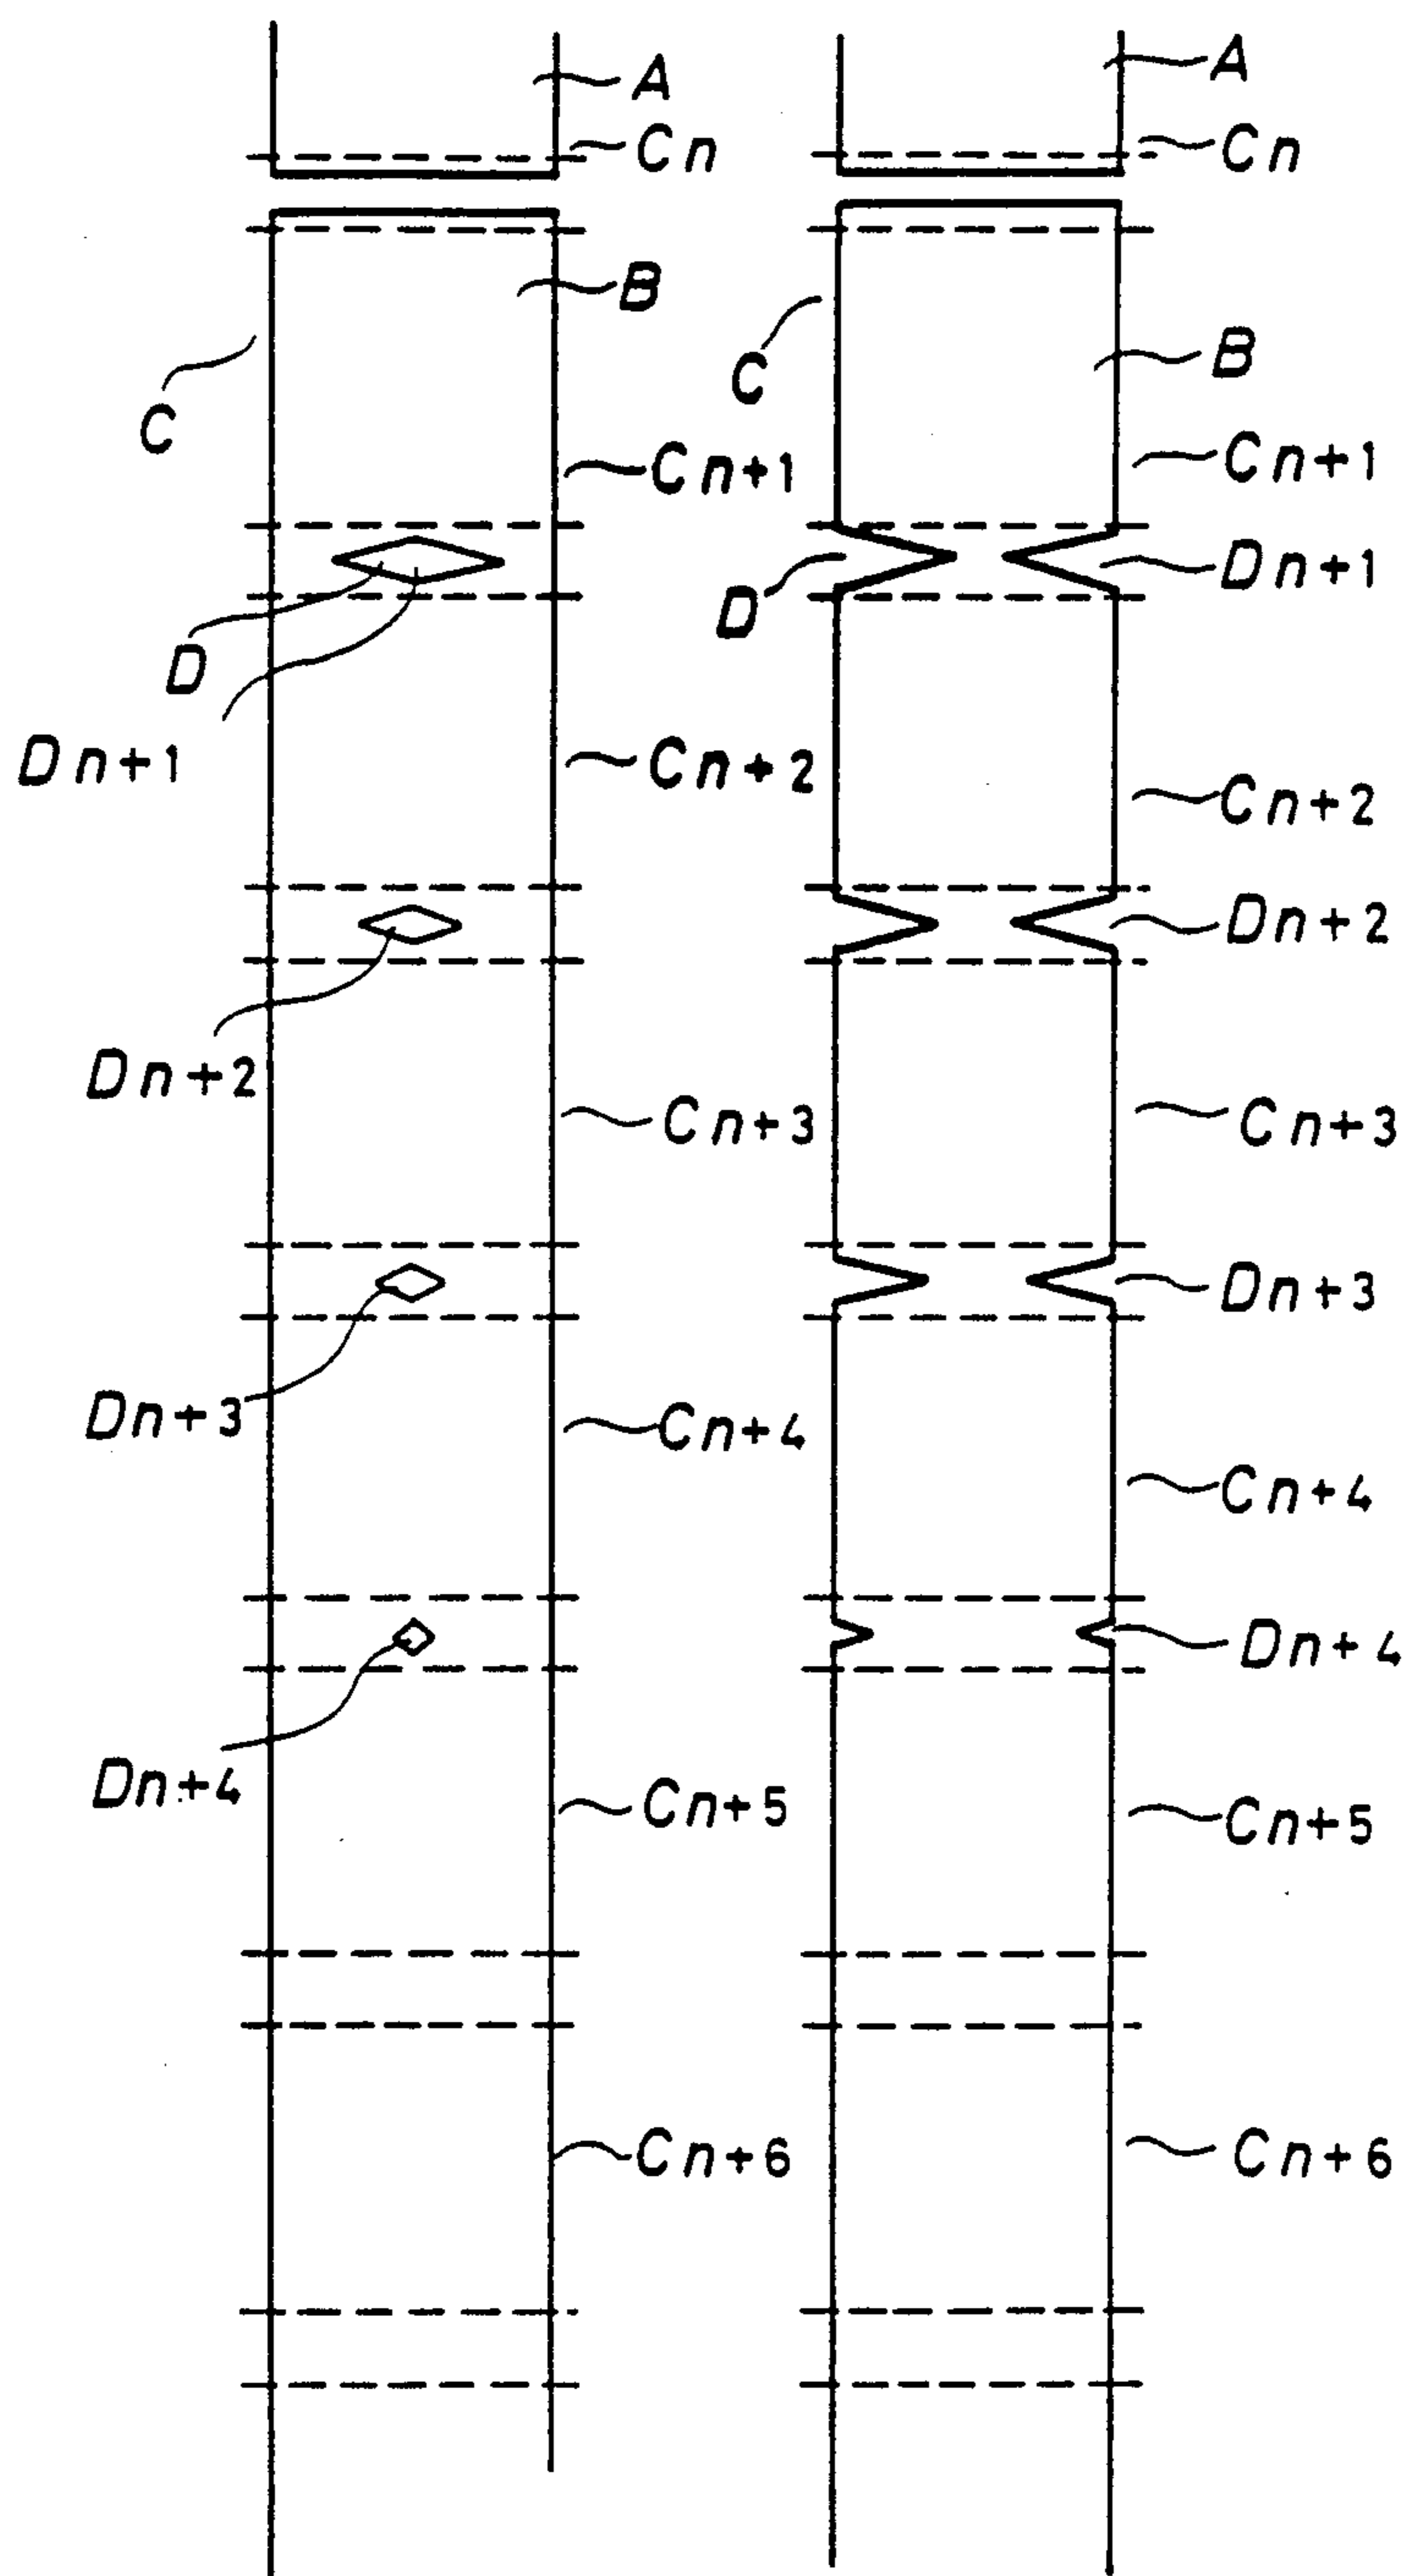 A
Cn
B
C
Cn+1
D
Dn+1
Cn+2
Dn+2
Cn+3
Dn+3
Cn+4
Dn+4
Cn+5
Cn+6
A
Cn
C
B
Cn+1
D
Dn+1
Cn+2
Dn+2
Cn+3
Dn+3
Cn+4
Dn+4
Cn+5
Cn+6